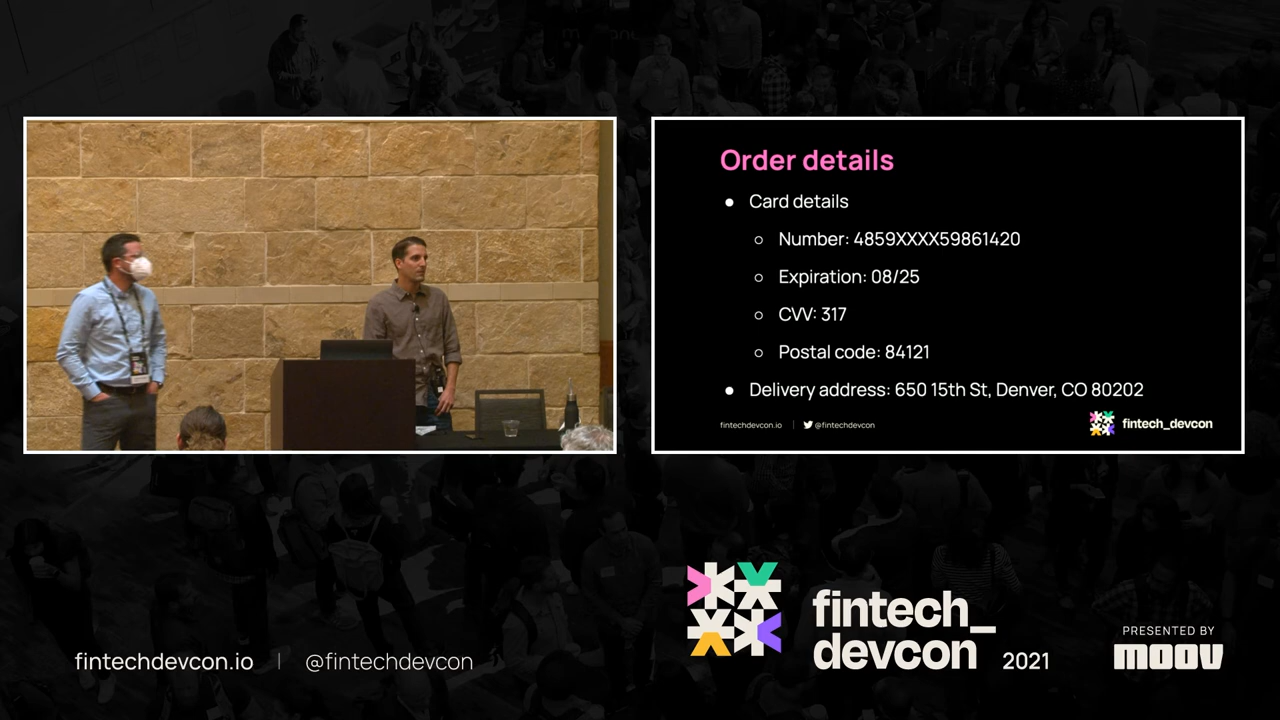 Order details
Card details
Number: 4859XXXX59861420
Expiration: 08/25
CVV: 317
Postal code: 84121
Delivery address: 650 15th St, Denver, CO 80202
fintechdevcon.io | @fintechdevcon
fintech_devcon
fintech_
devcon 2021
PRESENTED BY
moov
fintechdevcon.io | @fintechdevcon